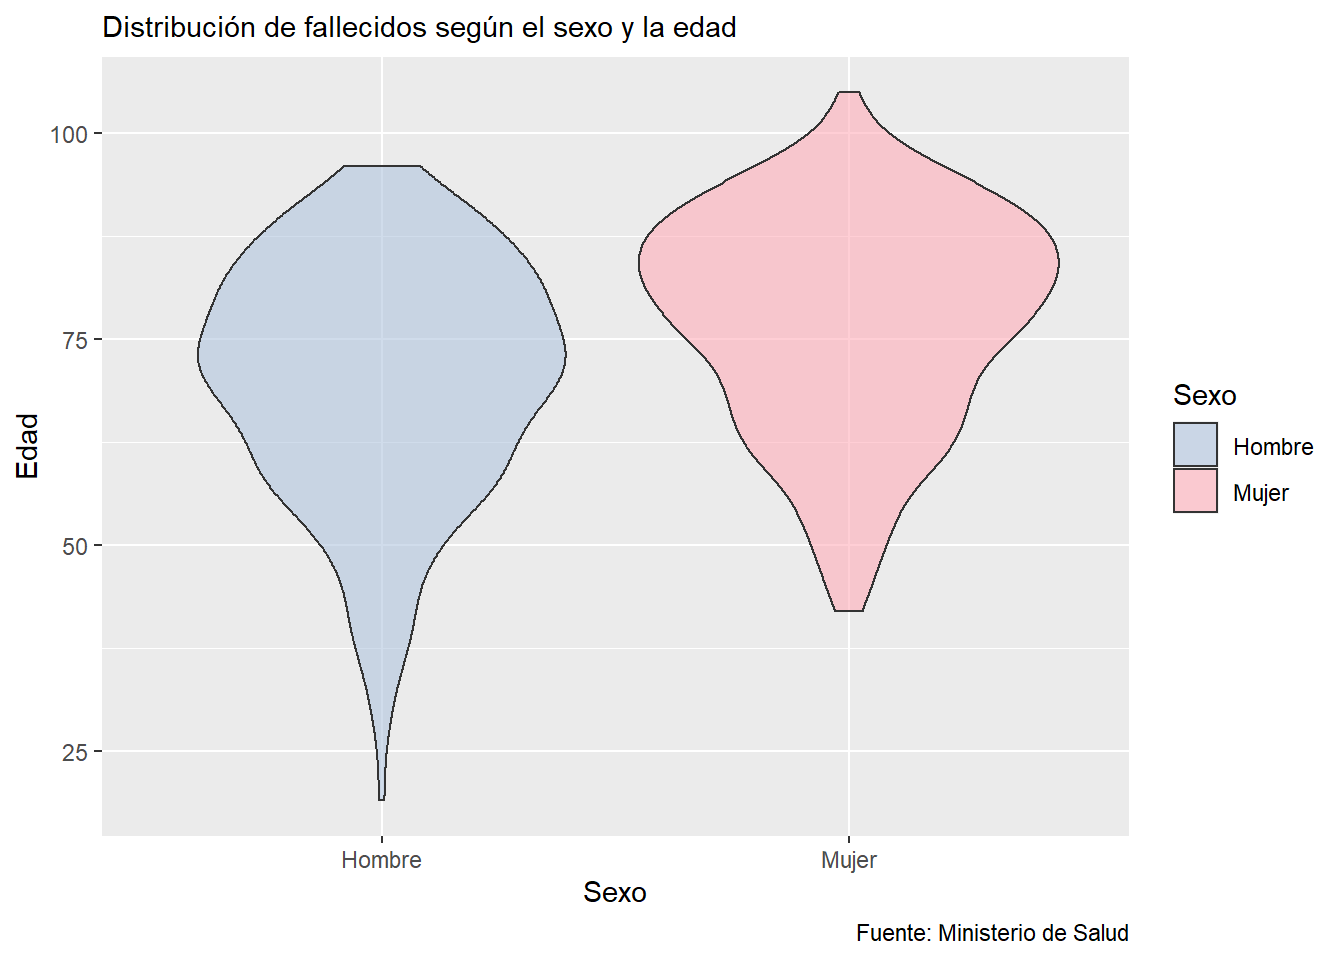 Distribución de fallecidos según el sexo y la edad
100
75
50
25
Edad
Hombre
Mujer
Sexo
Sexo
Hombre
Mujer
Fuente: Ministerio de Salud